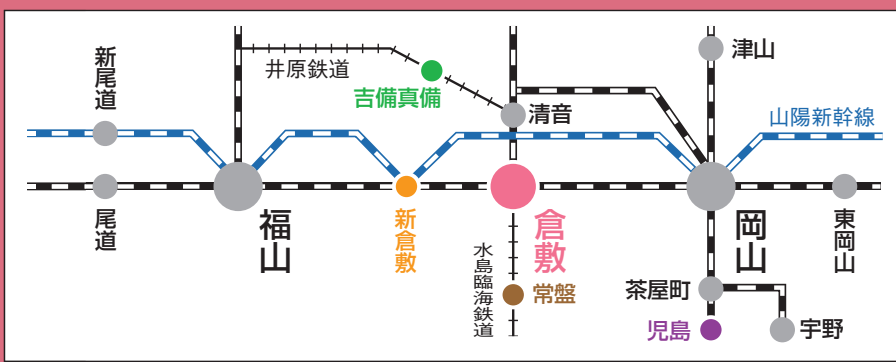 新尾道
井原鉄道
吉備真備
清音
津山
山陽新幹線
尾道
福山
新倉敷
倉敷
岡山
東岡山
水島臨海鉄道
常盤
茶屋町
児島
宇野